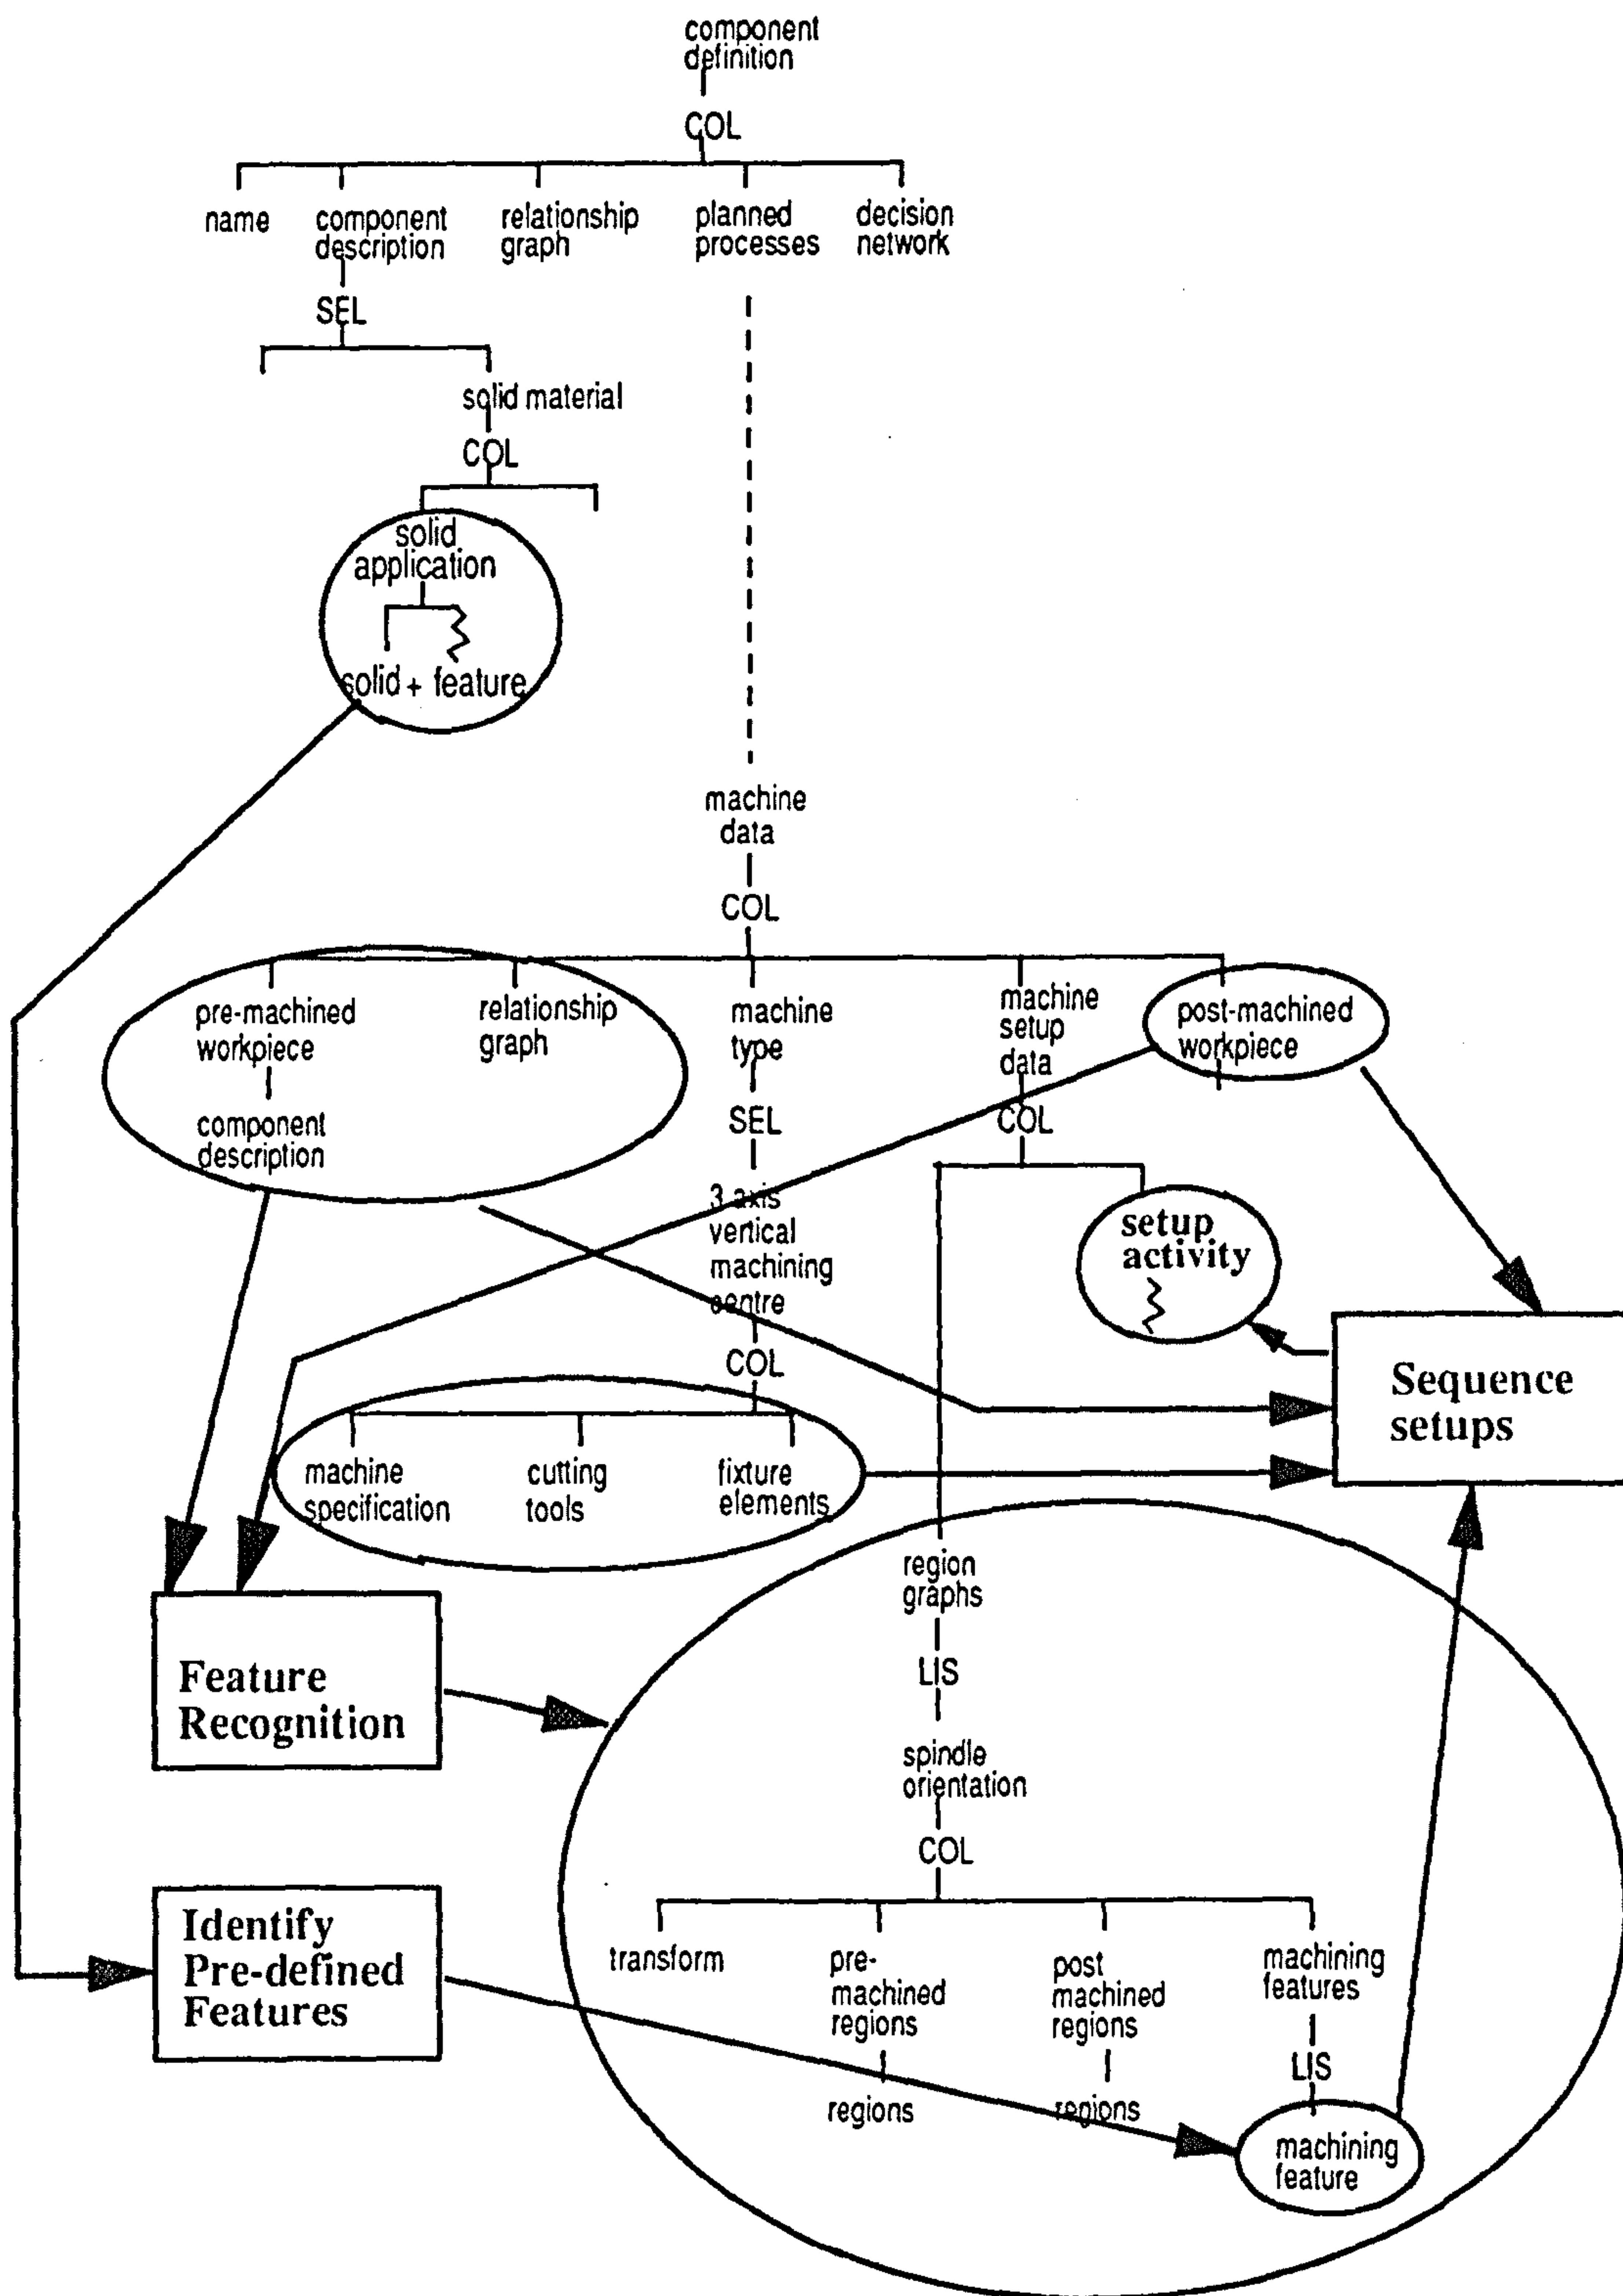 component
definition
COL
name
component
description
relationship
graph
planned
processes
decision
network
SEL
solid material
COL
solid
application
solid + feature
machine
data
COL
pre-machined
workpiece
component
description
relationship
graph
machine
type
SEL
3 axis
vertical
machining
centre
COL
machine
specification
cutting
tools
fixture
elements
machine
setup
data
COL
setup
activity
post-machined
workpiece
Sequence
setups
Feature
Recognition
Identify
Pre-defined
Features
region
graphs
LIS
spindle
orientation
COL
transform
pre-
machined
regions
regions
post
machined
regions
regions
machining
features
LIS
machining
feature